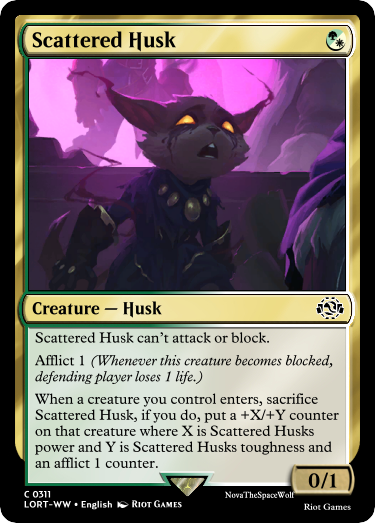 Scattered Husk
Creature — Husk
Scattered Husk can't attack or block.
Afflict 1 (Whenever this creature becomes blocked,
defending player loses 1 life.)
When a creature you control enters, sacrifice
Scattered Husk, if you do, put a +X/+Y counter
on that creature where X is Scattered Husks
power and Y is Scattered Husks toughness and
an afflict 1 counter.
0/1
C 0311
LORT-WW • English RIOT GAMES
NovaTheSpaceWolf
Riot Games